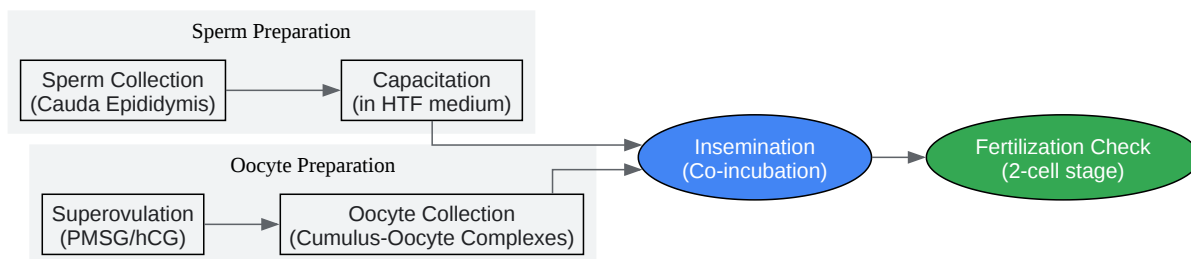 Sperm Preparation
Sperm Collection
(Cauda Epididymis)
Capacitation
(in HTF medium)
Oocyte Preparation
Superovulation
(PMSG/hCG)
Oocyte Collection
(Cumulus-Oocyte Complexes)
Insemination
(Co-incubation)
Fertilization Check
(2-cell stage)